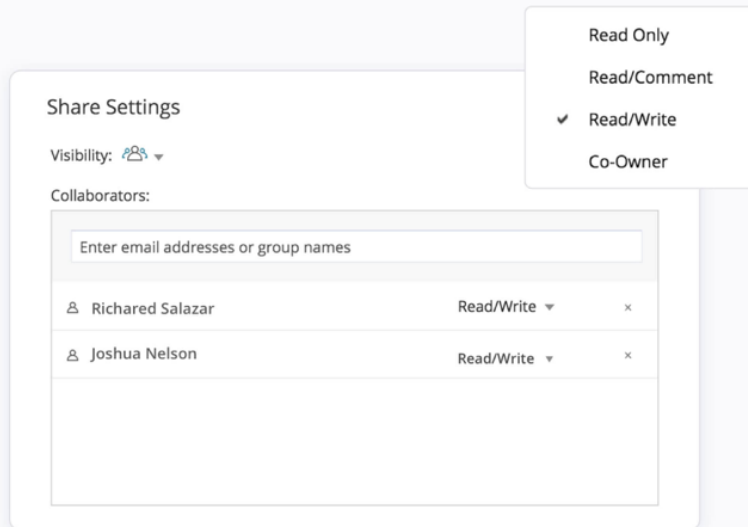 Read Only
Read/Comment
Read/Write
Co-Owner
Share Settings
Visibility:
Collaborators:
Enter email addresses or group names
Richared Salazar Read/Write ×
Joshua Nelson Read/Write ×